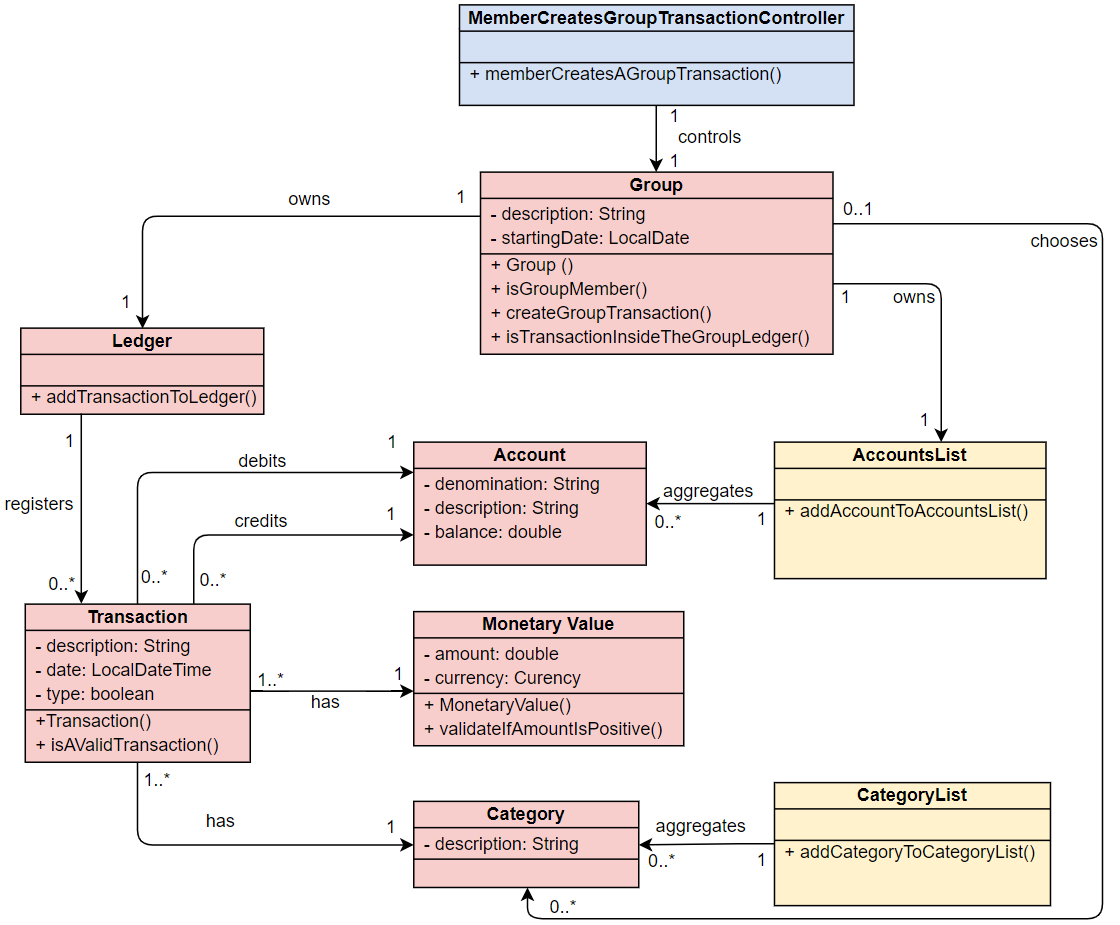 MemberCreatesGroupTransactionController
+ memberCreatesAGroupTransaction()
1
controls
1
Group
- description: String
- startingDate: LocalDate
+ Group ()
+ isGroupMember()
+ createGroupTransaction()
+ isTransactionInsideTheGroupLedger()
owns
1
1
0..1
chooses
1
owns
1
Ledger
+ addTransactionToLedger()
1
registers
0..*
debits
1
0..*
credits
1
0..*
Account
- denomination: String
- description: String
- balance: double
aggregates
0..*
1
AccountsList
+ addAccountToAccountsList()
Transaction
- description: String
- date: LocalDateTime
- type: boolean
+Transaction()
+ isAValidTransaction()
1..*
has
1
Monetary Value
- amount: double
- currency: Curency
+ MonetaryValue()
+ validateIfAmountIsPositive()
1..*
has
1
Category
- description: String
aggregates
0..*
1
CategoryList
+ addCategoryToCategoryList()
0..*